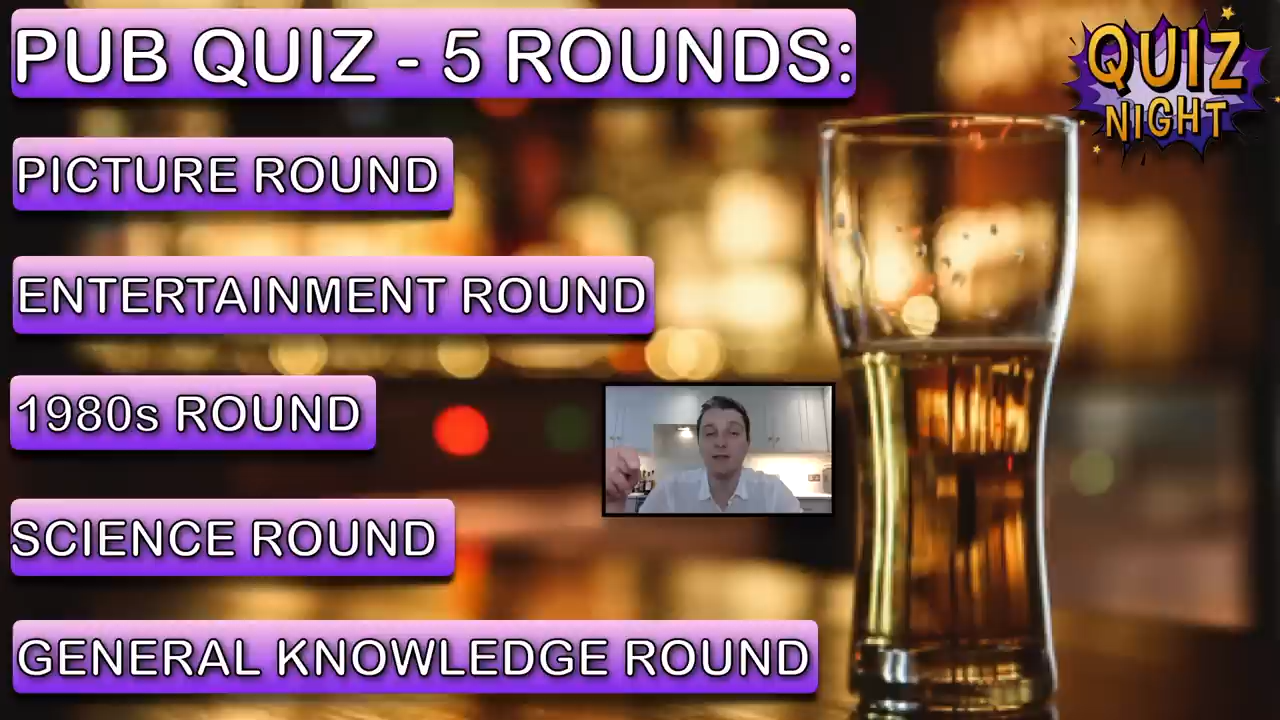 PUB QUIZ - 5 ROUNDS:
QUIZ
NIGHT
PICTURE ROUND
ENTERTAINMENT ROUND
1980s ROUND
SCIENCE ROUND
GENERAL KNOWLEDGE ROUND